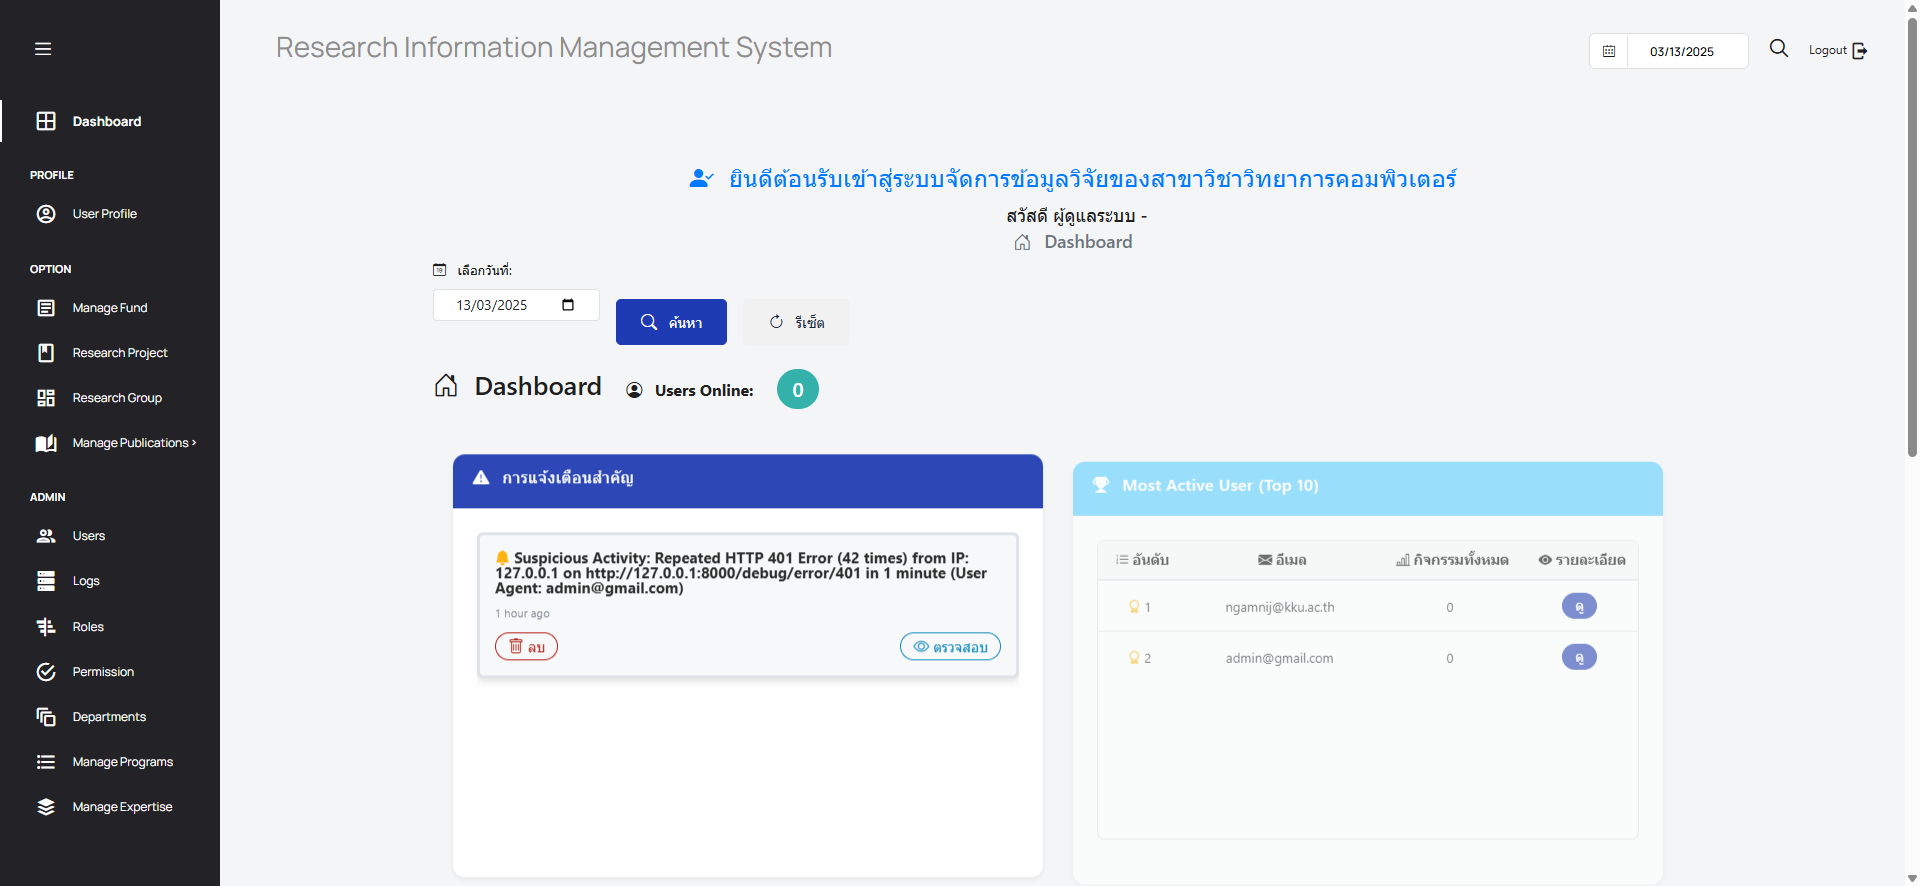 Research Information Management System
03/13/2025
Logout
Dashboard
PROFILE
User Profile
OPTION
Manage Fund
Research Project
Research Group
Manage Publications ›
ADMIN
Users
Logs
Roles
Permission
Departments
Manage Programs
Manage Expertise
ยินดีต้อนรับเข้าสู่ระบบจัดการข้อมูลวิจัยของสาขาวิชาวิทยาการคอมพิวเตอร์
สวัสดี ผู้ดูแลระบบ -
Dashboard
เลือกวันที่:
13/03/2025
ค้นหา
รีเซ็ต
Dashboard
Users Online:
0
การแจ้งเตือนสำคัญ
Suspicious Activity: Repeated HTTP 401 Error (42 times) from IP:
127.0.0.1 on http://127.0.0.1:8000/debug/error/401 in 1 minute (User
Agent: admin@gmail.com)
1 hour ago
ลบ
ตรวจสอบ
Most Active User (Top 10)
อันดับ อีเมล กิจกรรมทั้งหมด รายละเอียด
1 ngamnij@kku.ac.th 0 ดู
2 admin@gmail.com 0 ดู